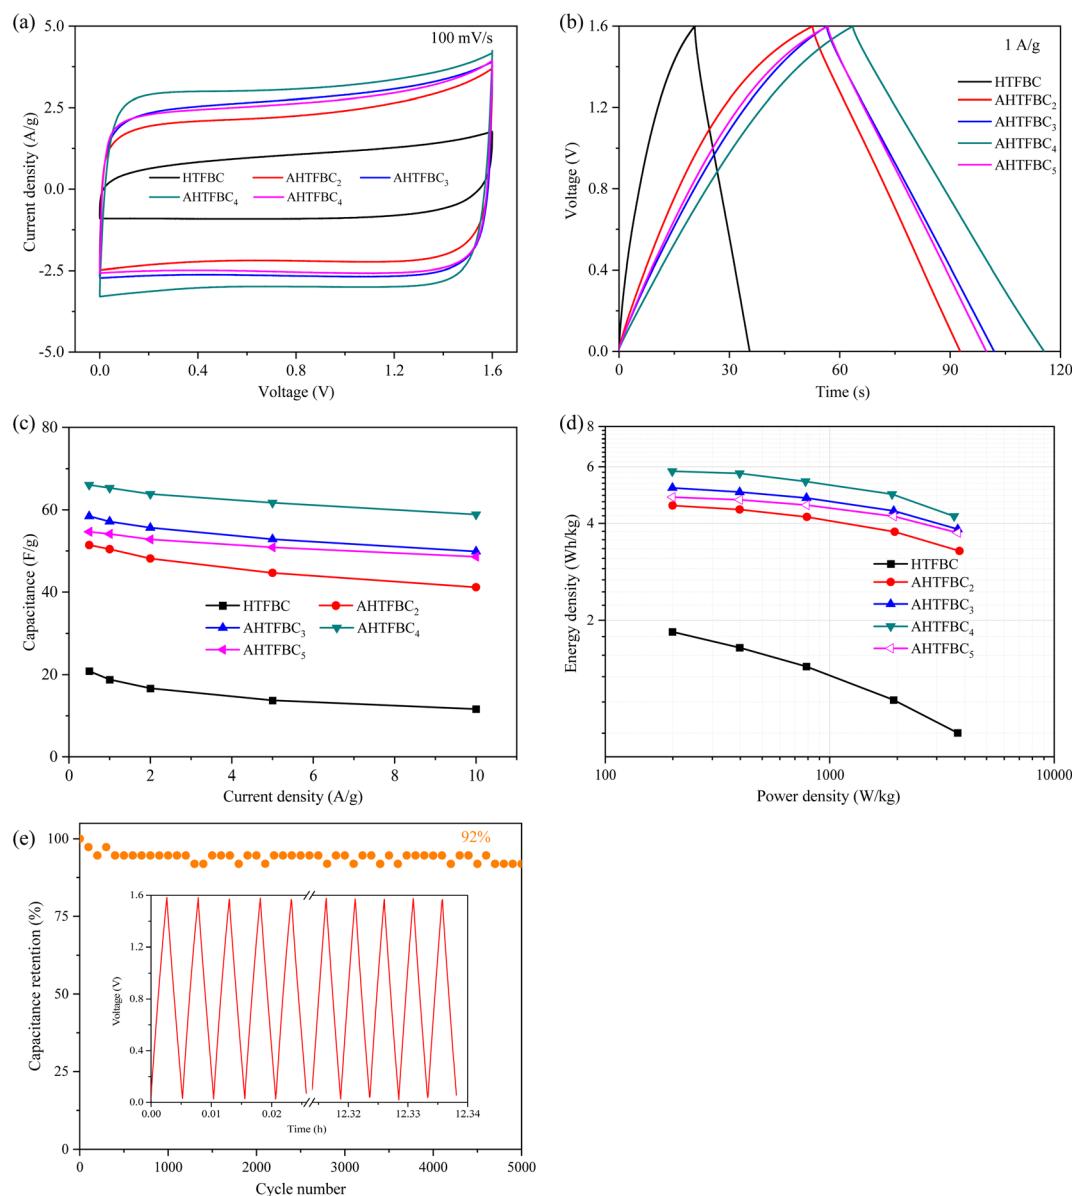 (a)
5.0
2.5
0.0
-2.5
-5.0
Current density (A/g)
100 mV/s
HTFBC AHTFBC₂ AHTFBC₃
AHTFBC₄ AHTFBC₄
0.0 0.4 0.8 1.2 1.6
Voltage (V)
(b)
1.6
1.2
0.8
0.4
0.0
Voltage (V)
1 A/g
HTFBC
AHTFBC₂
AHTFBC₃
AHTFBC₄
AHTFBC₅
0 30 60 90 120
Time (s)
(c)
80
60
40
20
0
Capacitance (F/g)
HTFBC AHTFBC₂
AHTFBC₃ AHTFBC₄
AHTFBC₅
0 2 4 6 8 10
Current density (A/g)
(d)
8
6
4
2
Energy density (Wh/kg)
HTFBC
AHTFBC₂
AHTFBC₃
AHTFBC₄
AHTFBC₅
100 1000 10000
Power density (W/kg)
(e)
100
75
50
25
0
Capacitance retention (%)
92%
1.6
1.2
0.8
0.4
0.0
Voltage (V)
0.00 0.01 0.02 12.32 12.33 12.34
Time (h)
0 1000 2000 3000 4000 5000
Cycle number